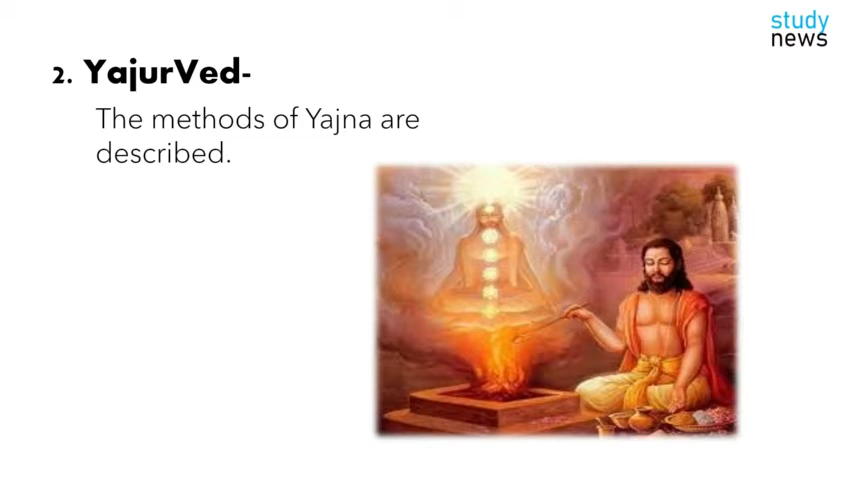 study
news
2. YajurVed-
The methods of Yajna are
described.